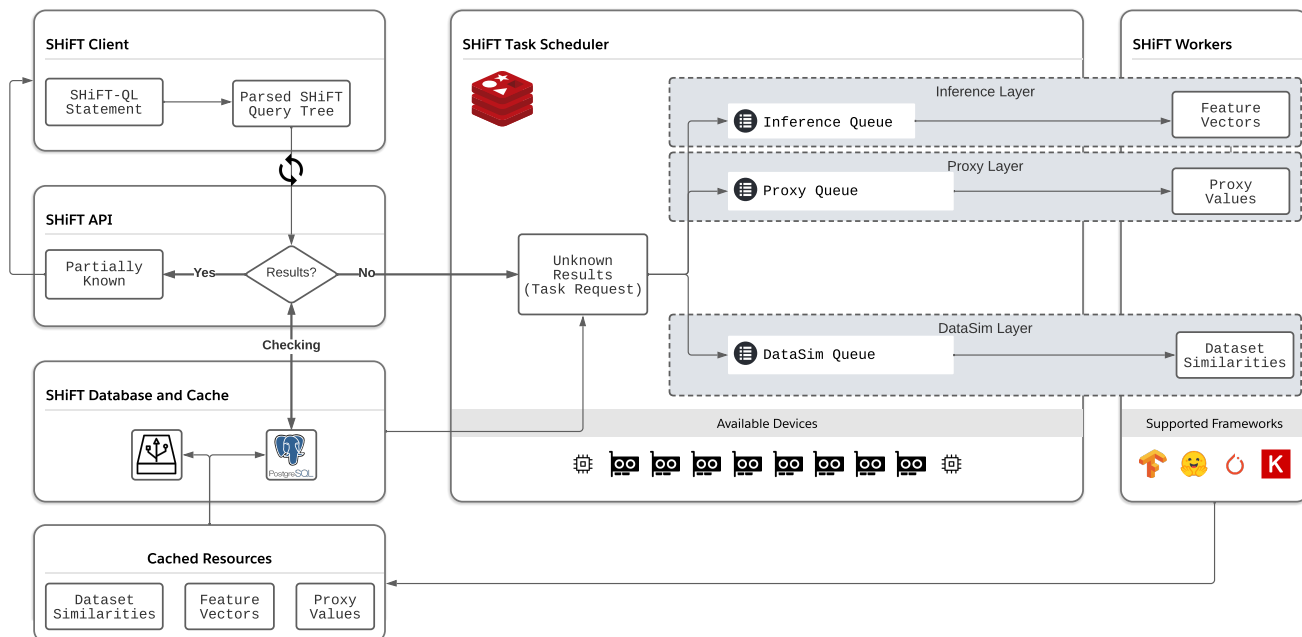 SHiFT Client
SHiFT-QL
Statement
Parsed SHiFT
Query Tree
SHiFT API
Partially
Known
Yes
Results?
No
Checking
SHiFT Database and Cache
PostgreSQL
Cached Resources
Dataset
Similarities
Feature
Vectors
Proxy
Values
SHiFT Task Scheduler
Unknown
Results
(Task Request)
Inference Layer
Inference Queue
Proxy Layer
Proxy Queue
DataSim Layer
DataSim Queue
Available Devices
SHiFT Workers
Feature
Vectors
Proxy
Values
Dataset
Similarities
Supported Frameworks
K